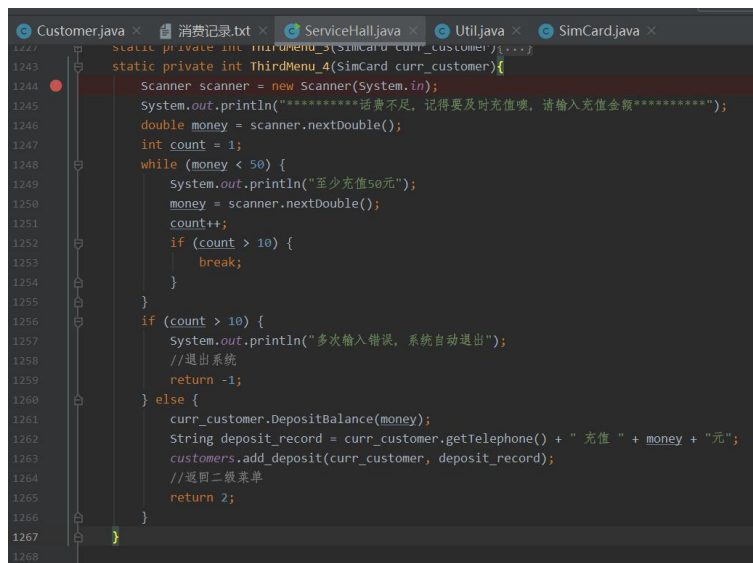 Customer.java × 消费记录.txt × ServiceHall.java × Util.java × SimCard.java ×
1227 static private int ThirdMenu_3(SimCard curr_customer){...}
1243 static private int ThirdMenu_4(SimCard curr_customer){
1244 Scanner scanner = new Scanner(System.in);
1245 System.out.println("**********话费不足，记得要及时充值噢，请输入充值金额**********");
1246 double money = scanner.nextDouble();
1247 int count = 1;
1248 while (money < 50) {
1249 System.out.println("至少充值50元");
1250 money = scanner.nextDouble();
1251 count++;
1252 if (count > 10) {
1253 break;
1254 }
1255 }
1256 if (count > 10) {
1257 System.out.println("多次输入错误，系统自动退出");
1258 //退出系统
1259 return -1;
1260 } else {
1261 curr_customer.DepositBalance(money);
1262 String deposit_record = curr_customer.getTelephone() + " 充值 " + money + "元";
1263 customers.add_deposit(curr_customer, deposit_record);
1264 //返回二级菜单
1265 return 2;
1266 }
1267 }
1268